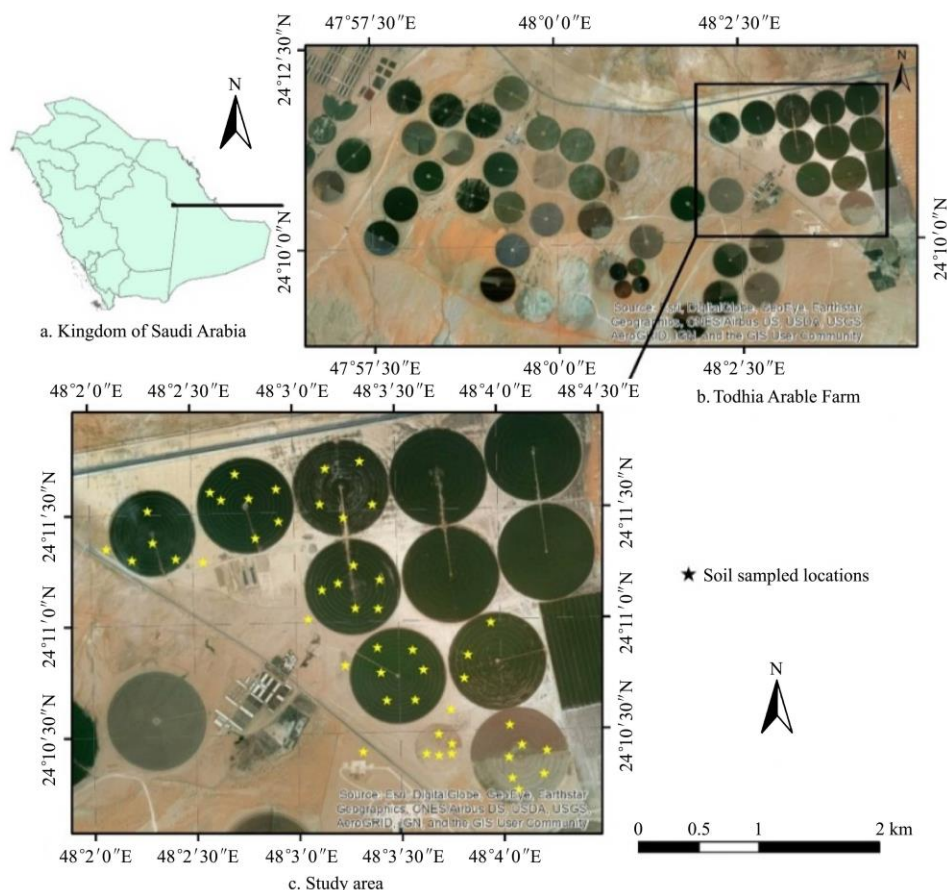 47°57′30″E 48°0′0″E 48°2′30″E
24°12′30″N
24°10′0″N
24°12′30″N
24°10′0″N
N
N
a. Kingdom of Saudi Arabia
Source: Esri, DigitalGlobe, GeoEye, Earthstar
Geographics, CNES/Airbus US, USDA, USGS
AeroGRID, IGN, and the GIS User Community
47°57′30″E 48°0′0″E 48°2′30″E
b. Todhia Arable Farm
48°2′0″E 48°2′30″E 48°3′0″E 48°3′30″E 48°4′0″E 48°4′30″E
24°11′30″N
24°11′0″N
24°10′30″N
24°11′30″N
24°11′0″N
24°10′30″N
Soil sampled locations
N
Source: Esri, DigitalGlobe, GeoEye, Earthstar
Geographics, CNES/Airbus US, USDA, USGS
AeroGRID, IGN, and the GIS User Community
48°2′0″E 48°2′30″E 48°3′0″E 48°3′30″E 48°4′0″E
0 0.5 1 2 km
c. Study area